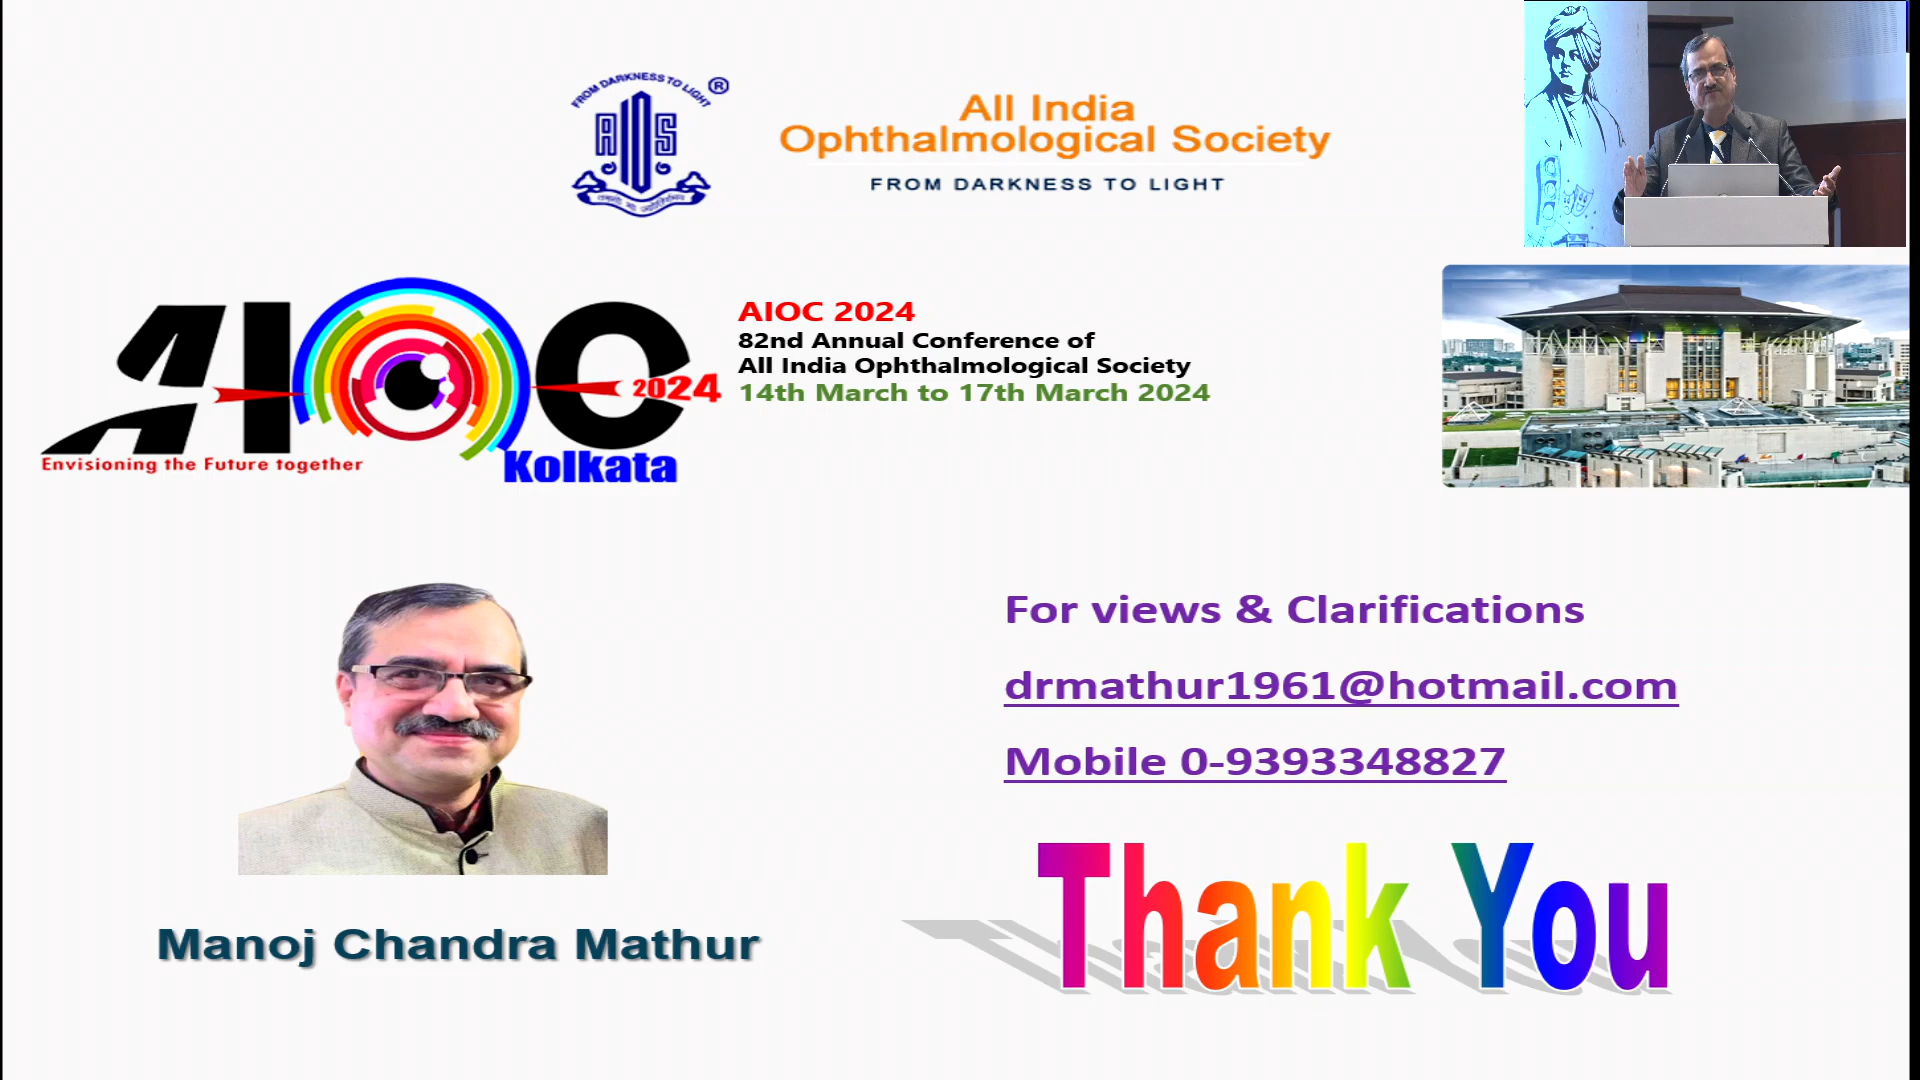 FROM DARKNESS TO LIGHT
®
AIOS
All India
Ophthalmological Society
FROM DARKNESS TO LIGHT
AIOC 2024
Envisioning the Future together
Kolkata
AIOC 2024
82nd Annual Conference of
All India Ophthalmological Society
14th March to 17th March 2024
For views & Clarifications
drmathur1961@hotmail.com
Mobile 0-9393348827
Manoj Chandra Mathur
Thank You